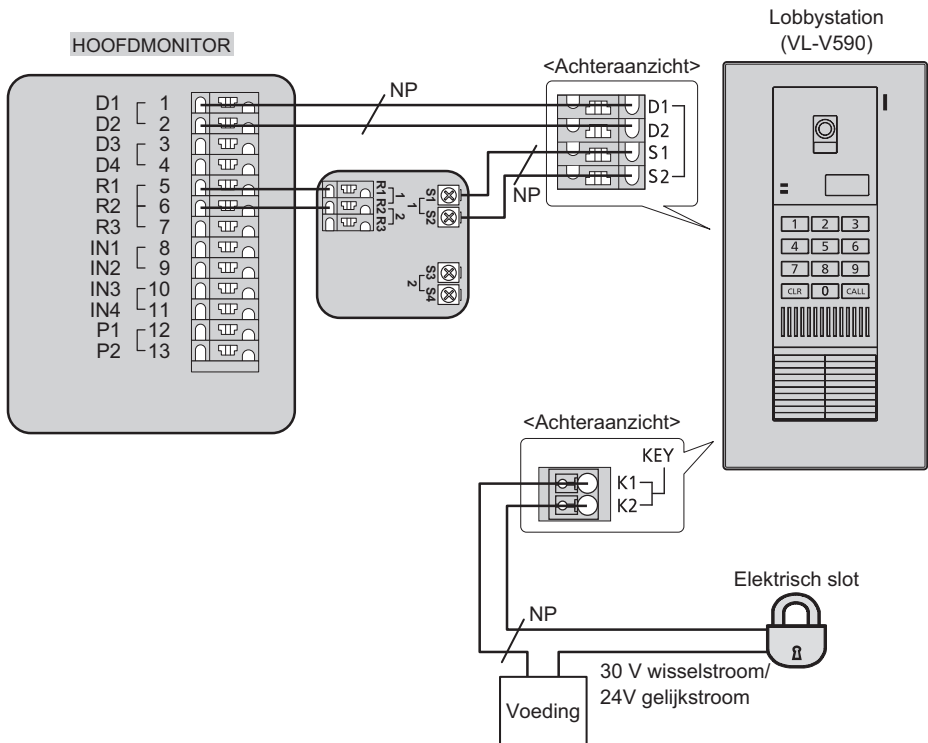 HOOFDMONITOR
D1 1
D2 2
D3 3
D4 4
R1 5
R2 6
R3 7
IN1 8
IN2 9
IN3 10
IN4 11
P1 12
P2 13
NP
R1
R2
R3
1
2
S1
S2
1
S3
S4
2
<Achteraanzicht>
D1
D2
S1
S2
NP
Lobbystation
(VL-V590)
1 2 3
4 5 6
7 8 9
CLR 0 CALL
<Achteraanzicht>
KEY
K1
K2
NP
Elektrisch slot
30 V wisselstroom/
24V gelijkstroom
Voeding